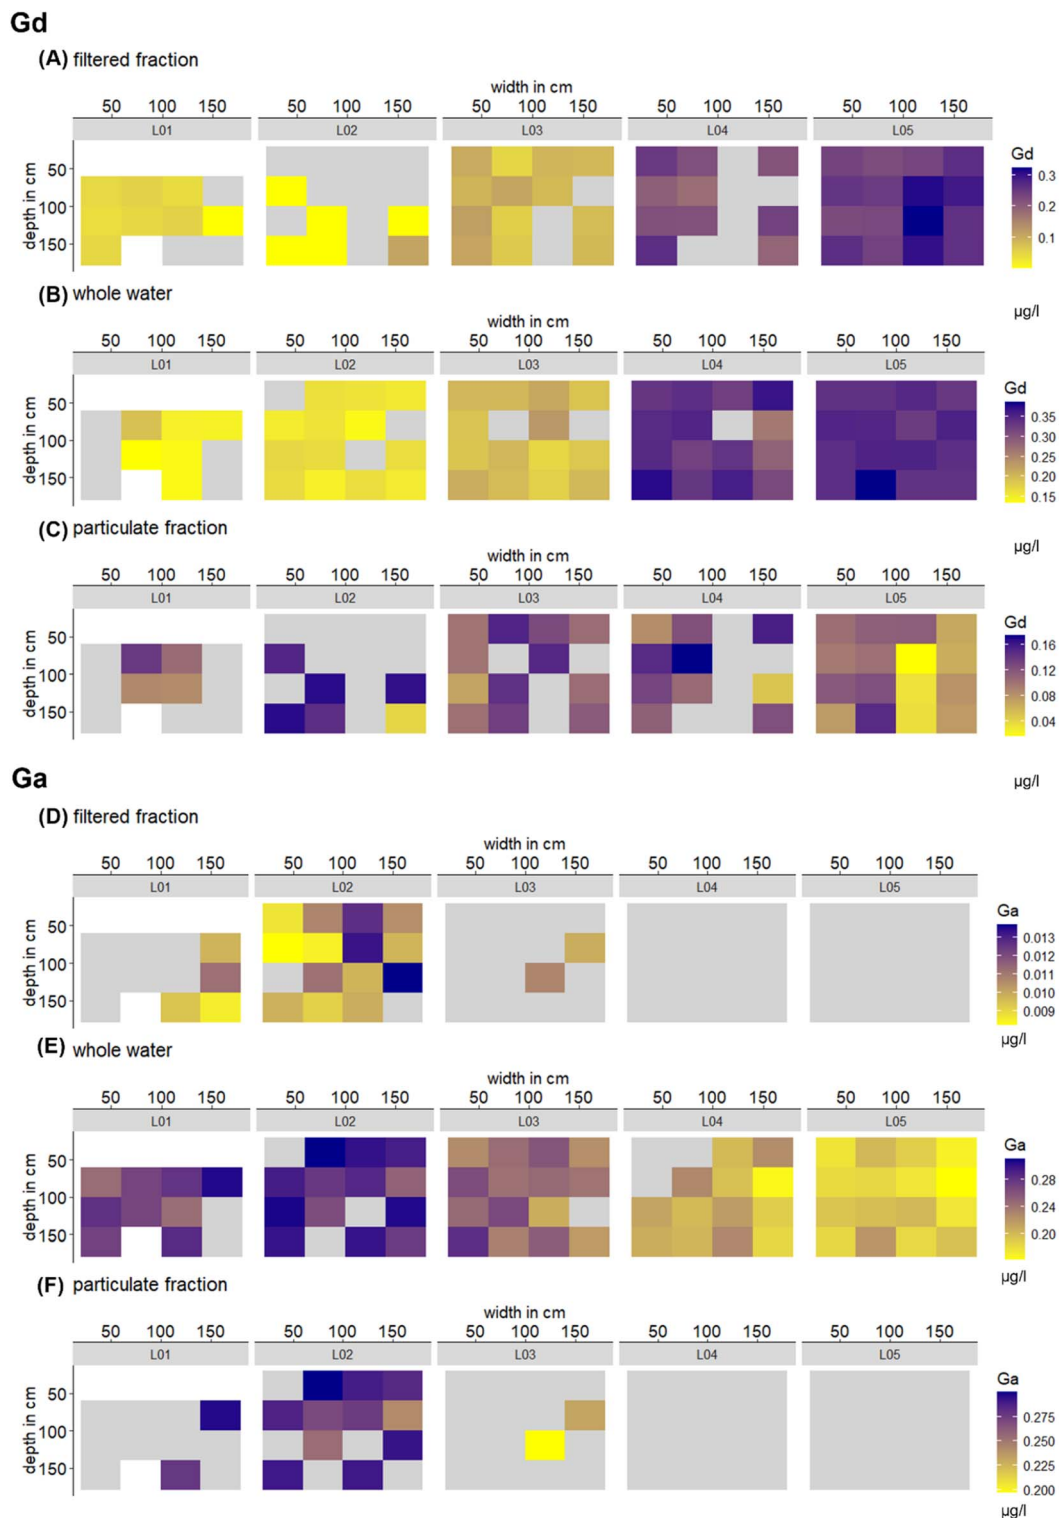 Gd
(A) filtered fraction
width in cm
50 100 150 50 100 150 50 100 150 50 100 150 50 100 150
L01 L02 L03 L04 L05
depth in cm
50
100
150
Gd
0.3
0.2
0.1
µg/l
(B) whole water
width in cm
50 100 150 50 100 150 50 100 150 50 100 150 50 100 150
L01 L02 L03 L04 L05
depth in cm
50
100
150
Gd
0.35
0.30
0.25
0.20
0.15
µg/l
(C) particulate fraction
width in cm
50 100 150 50 100 150 50 100 150 50 100 150 50 100 150
L01 L02 L03 L04 L05
depth in cm
50
100
150
Gd
0.16
0.12
0.08
0.04
µg/l
Ga
(D) filtered fraction
width in cm
50 100 150 50 100 150 50 100 150 50 100 150 50 100 150
L01 L02 L03 L04 L05
depth in cm
50
100
150
Ga
0.013
0.012
0.011
0.010
0.009
µg/l
(E) whole water
width in cm
50 100 150 50 100 150 50 100 150 50 100 150 50 100 150
L01 L02 L03 L04 L05
depth in cm
50
100
150
Ga
0.28
0.24
0.20
µg/l
(F) particulate fraction
width in cm
50 100 150 50 100 150 50 100 150 50 100 150 50 100 150
L01 L02 L03 L04 L05
depth in cm
50
100
150
Ga
0.275
0.250
0.225
0.200
µg/l